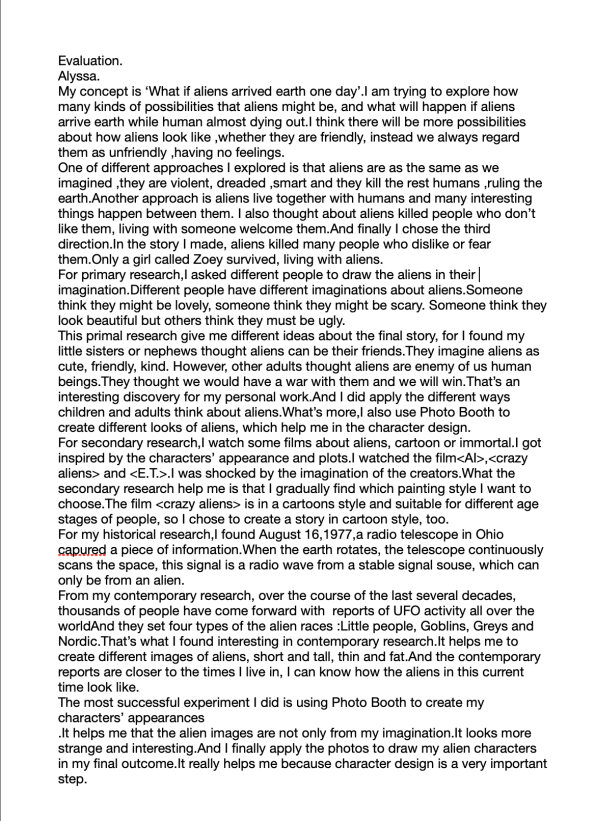 Evaluation.
Alyssa.
My concept is ‘What if aliens arrived earth one day’.I am trying to explore how
many kinds of possibilities that aliens might be, and what will happen if aliens
arrive earth while human almost dying out.I think there will be more possibilities
about how aliens look like ,whether they are friendly, instead we always regard
them as unfriendly ,having no feelings.
One of different approaches I explored is that aliens are as the same as we
imagined ,they are violent, dreaded ,smart and they kill the rest humans ,ruling the
earth.Another approach is aliens live together with humans and many interesting
things happen between them. I also thought about aliens killed people who don’t
like them, living with someone welcome them.And finally I chose the third
direction.In the story I made, aliens killed many people who dislike or fear
them.Only a girl called Zoey survived, living with aliens.
For primary research,I asked different people to draw the aliens in their
imagination.Different people have different imaginations about aliens.Someone
think they might be lovely, someone think they might be scary. Someone think they
look beautiful but others think they must be ugly.
This primal research give me different ideas about the final story, for I found my
little sisters or nephews thought aliens can be their friends.They imagine aliens as
cute, friendly, kind. However, other adults thought aliens are enemy of us human
beings.They thought we would have a war with them and we will win.That’s an
interesting discovery for my personal work.And I did apply the different ways
children and adults think about aliens.What’s more,I also use Photo Booth to
create different looks of aliens, which help me in the character design.
For secondary research,I watch some films about aliens, cartoon or immortal.I got
inspired by the characters’ appearance and plots.I watched the film<AI>,<crazy
aliens> and <E.T.>.I was shocked by the imagination of the creators.What the
secondary research help me is that I gradually find which painting style I want to
choose.The film <crazy aliens> is in a cartoons style and suitable for different age
stages of people, so I chose to create a story in cartoon style, too.
For my historical research,I found August 16,1977,a radio telescope in Ohio
capured a piece of information.When the earth rotates, the telescope continuously
scans the space, this signal is a radio wave from a stable signal souse, which can
only be from an alien.
From my contemporary research, over the course of the last several decades,
thousands of people have come forward with  reports of UFO activity all over the
worldAnd they set four types of the alien races :Little people, Goblins, Greys and
Nordic.That’s what I found interesting in contemporary research.It helps me to
create different images of aliens, short and tall, thin and fat.And the contemporary
reports are closer to the times I live in, I can know how the aliens in this current
time look like.
The most successful experiment I did is using Photo Booth to create my
characters’ appearances
.It helps me that the alien images are not only from my imagination.It looks more
strange and interesting.And I finally apply the photos to draw my alien characters
in my final outcome.It really helps me because character design is a very important
step.